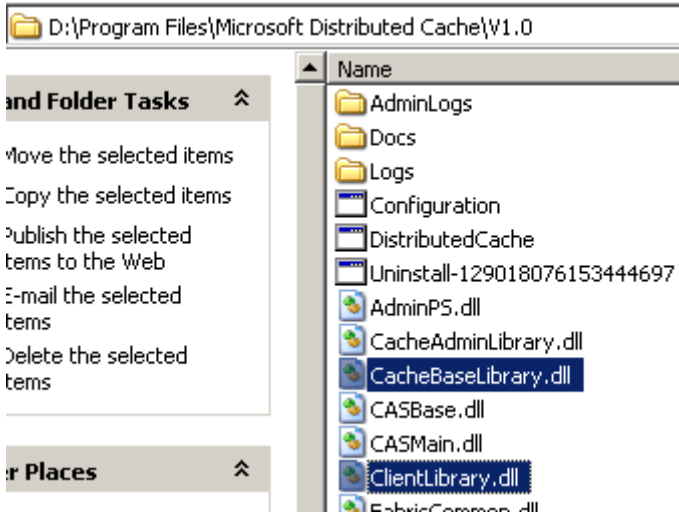 D:\Program Files\Microsoft Distributed Cache\V1.0
Name
and Folder Tasks
Move the selected items
Copy the selected items
Publish the selected
items to the Web
E-mail the selected
items
Delete the selected
items
r Places
AdminLogs
Docs
Logs
Configuration
DistributedCache
Uninstall-129018076153444697
AdminPS.dll
CacheAdminLibrary.dll
CacheBaseLibrary.dll
CASBase.dll
CASMain.dll
ClientLibrary.dll
FabricCommon.dll